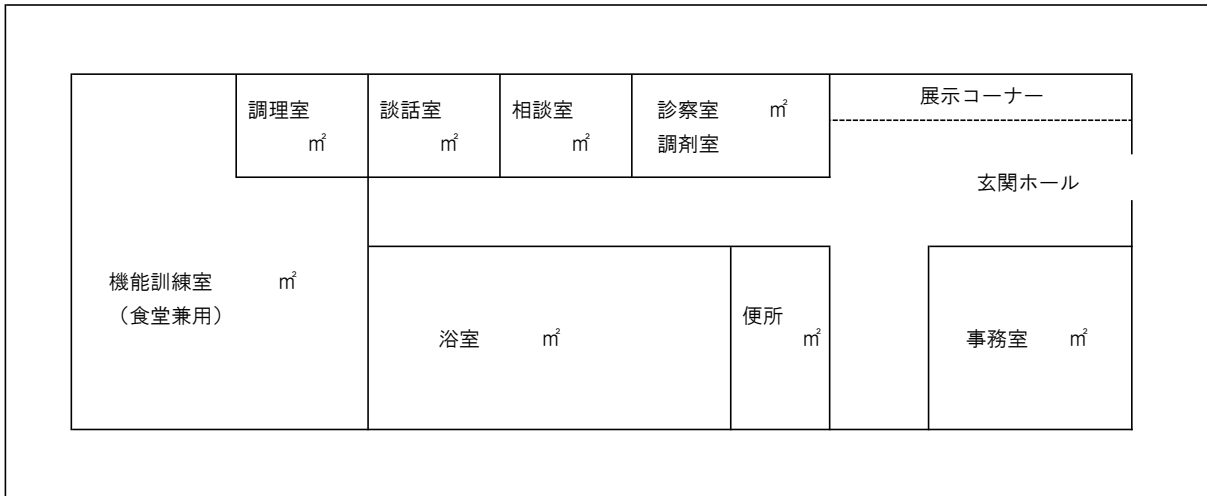 調理室
㎡
談話室
㎡
相談室
㎡
診察室 ㎡
調剤室
展示コーナー
玄関ホール
機能訓練室 ㎡
（食堂兼用）
浴室 ㎡
便所
㎡
事務室 ㎡